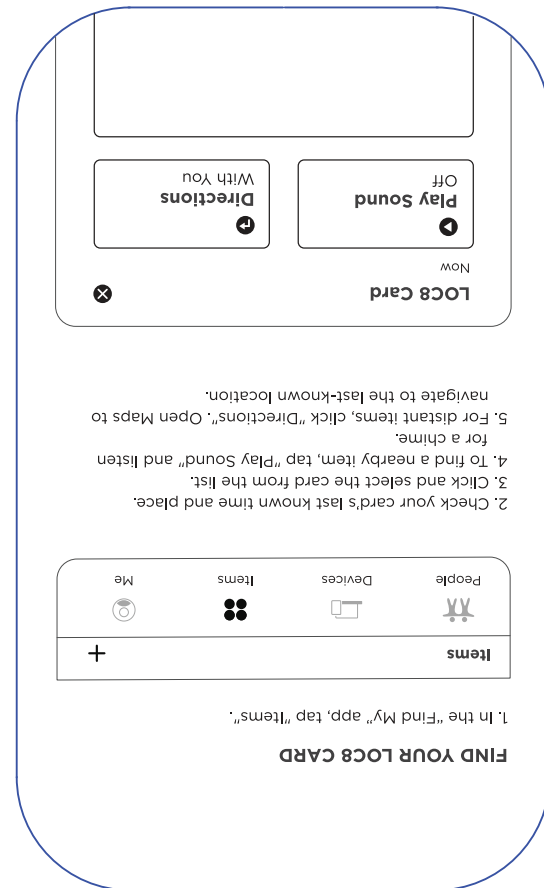 FIND YOUR LOC8 CARD
1. In the "Find My" app, tap "Items".
Items
People
Devices
Items
Me
2. Check your card's last known time and place.
3. Click and select the card from the list.
4. To find a nearby item, tap "Play Sound" and listen
for a chime.
5. For distant items, click "Directions". Open Maps to
navigate to the last-known location.
LOC8 Card
Now
Play Sound
Off
Directions
With You